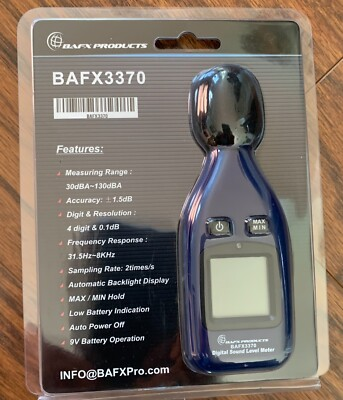 BAFX PRODUCTS
BAFX3370
BAFX3370
Features:
Measuring Range :
30dBA~130dBA
Accuracy: ±1.5dB
Digit & Resolution :
4 digit & 0.1dB
Frequency Response :
31.5Hz~8KHz
Sampling Rate: 2times/s
Automatic Backlight Display
MAX / MIN Hold
Low Battery Indication
Auto Power Off
9V Battery Operation
INFO@BAFXPro.com
MAX
MIN
BAFX PRODUCTS
BAFX3370
Digital Sound Level Meter